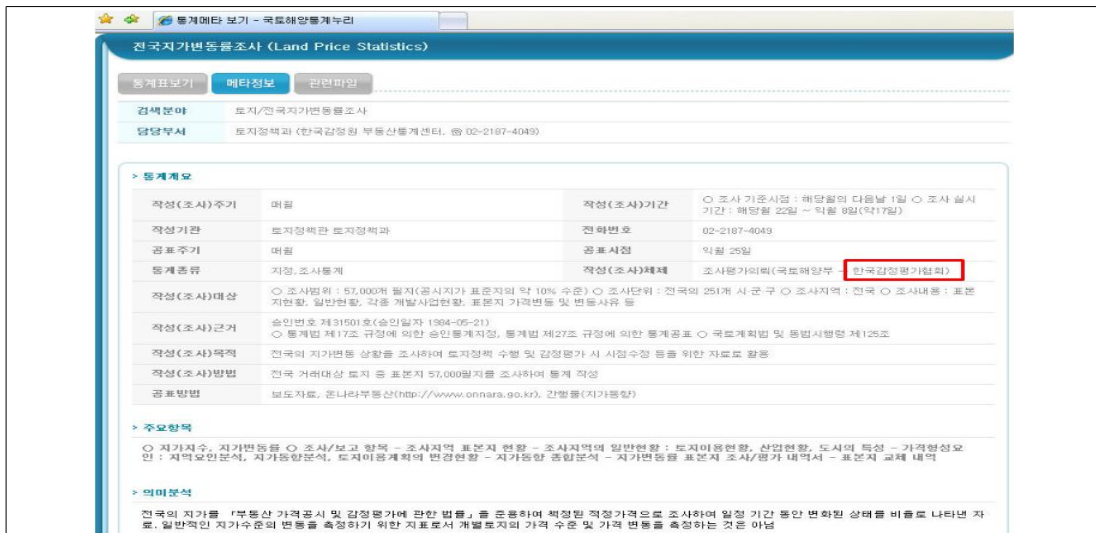 통계메타 보기 - 국토해양통계누리
전국지가변동률조사 (Land Price Statistics)
통계표보기 메타정보 관련파일
검색분야 토지/전국지가변동률조사
담당부서 토지정책과 (한국감정원 부동산통계센터, ☎ 02-2187-4049)
> 통계개요
작성(조사)주기 매월 작성(조사)기간 ○ 조사 기준시점 : 해당월의 다음날 1일 ○ 조사 실시
기간 : 해당월 22일 ~ 익월 8일(약17일)
작성기관 토지정책관 토지정책과 전화번호 02-2187-4049
공표주기 매월 공표시점 익월 25일
통계종류 지정,조사통계 작성(조사)체제 조사평가의뢰(국토해양부 - 한국감정평가협회)
작성(조사)대상 ○ 조사범위 : 57,000개 필지(공시지가 표준지의 약 10% 수준) ○ 조사단위 : 전국의 251개 시·군·구 ○ 조사지역 : 전국 ○ 조사내용 : 표본
지현황, 일반현황, 각종 개발사업현황, 표본지 가격변동 및 변동사유 등
작성(조사)근거 승인번호 제31501호(승인일자 1984-05-21)
○ 통계법 제17조 규정에 의한 승인통계지정, 통계법 제27조 규정에 의한 통계공표 ○ 국토계획법 및 동법시행령 제125조
작성(조사)목적 전국의 지가변동 상황을 조사하여 토지정책 수행 및 감정평가 시 시점수정 등을 위한 자료로 활용
작성(조사)방법 전국 거래대상 토지 중 표본지 57,000필지를 조사하여 통계 작성
공표방법 보도자료, 온나라부동산(http://www.onnara.go.kr), 간행물(지가동향)
> 주요항목
○ 지가지수, 지가변동률 ○ 조사/보고 항목 - 조사지역 표본지 현황 - 조사지역의 일반현황 : 토지이용현황, 산업현황, 도시의 특성 - 가격형성요
인 : 지역요인분석, 지가동향분석, 토지이용계획의 변경현황 - 지가동향 종합분석 - 지가변동률 표본지 조사/평가 내역서 - 표본지 교체 내역
> 의미분석
전국의 지가를 「부동산 가격공시 및 감정평가에 관한 법률」을 준용하여 책정된 적정가격으로 조사하여 일정 기간 동안 변화된 상태를 비율로 나타낸 자
료. 일반적인 지가수준의 변동을 측정하기 위한 지표로서 개별토지의 가격 수준 및 가격 변동을 측정하는 것은 아님